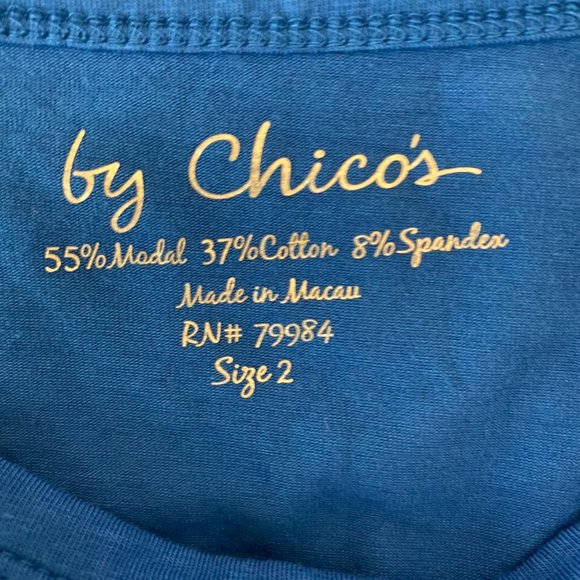 by Chico's
55%Modal 37%Cotton 8%Spandex
Made in Macau
RN# 79984
Size 2